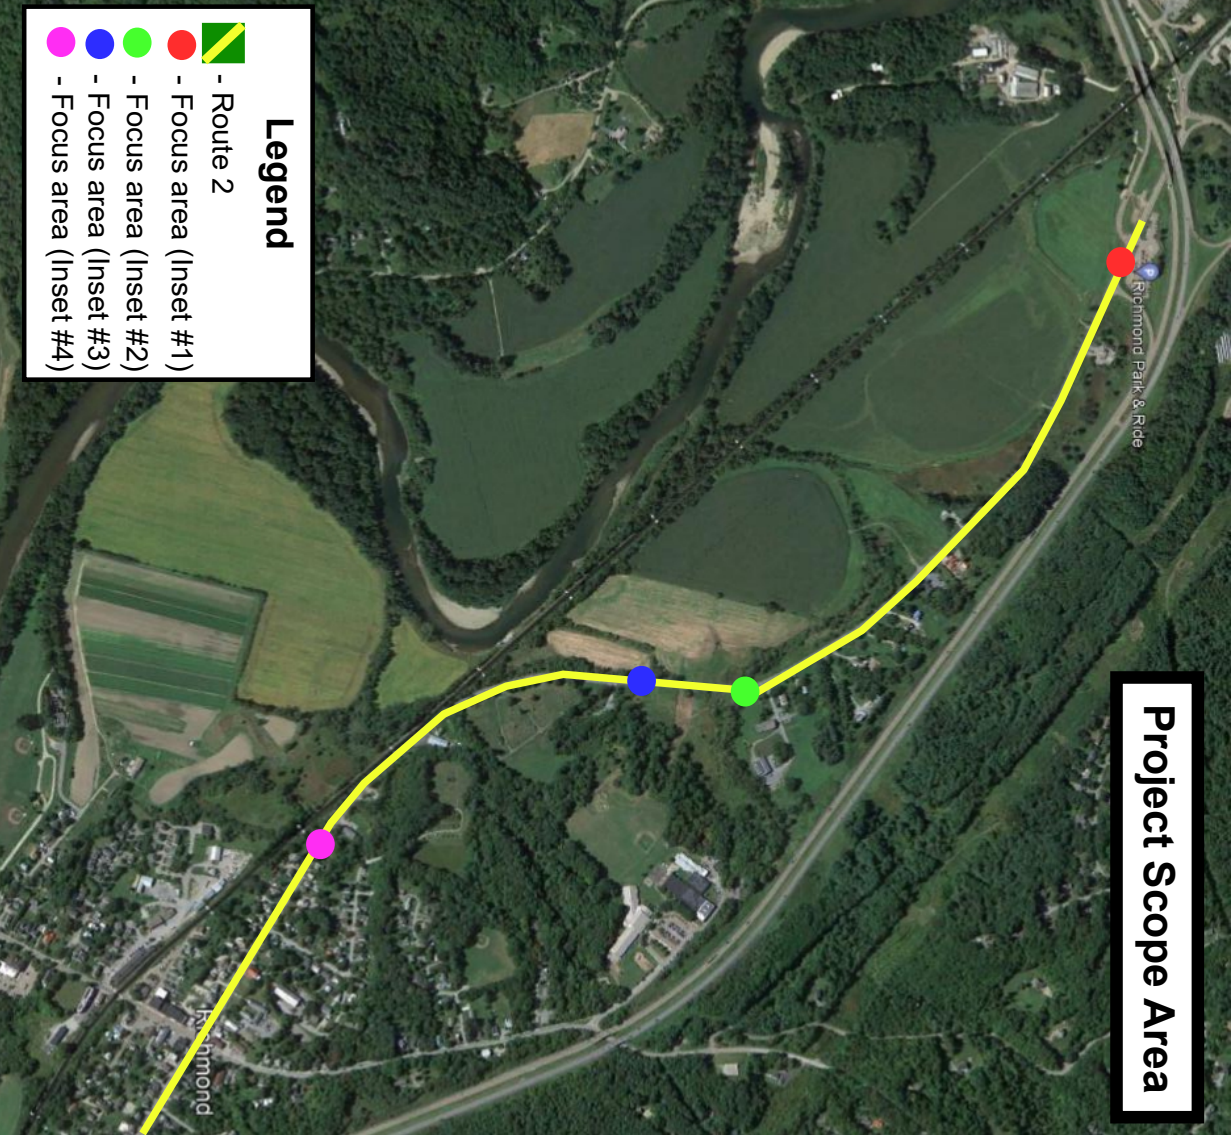 Project Scope Area
P
Richmond Park & Ride
Richmond
Legend
- Route 2
- Focus area (Inset #1)
- Focus area (Inset #2)
- Focus area (Inset #3)
- Focus area (Inset #4)